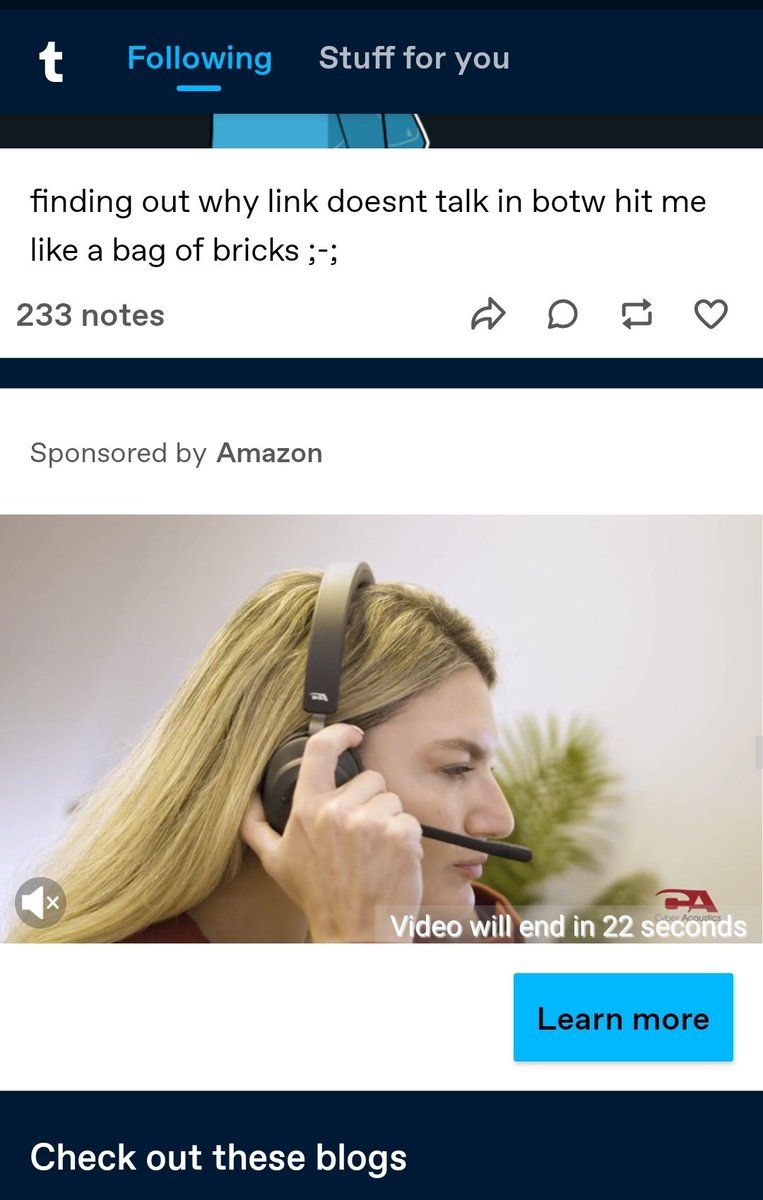 t
Following
Stuff for you
finding out why link doesnt talk in botw hit me
like a bag of bricks ;-;
233 notes
Sponsored by Amazon
CA
CA
Cyber Acoustics
Video will end in 22 seconds
Learn more
Check out these blogs